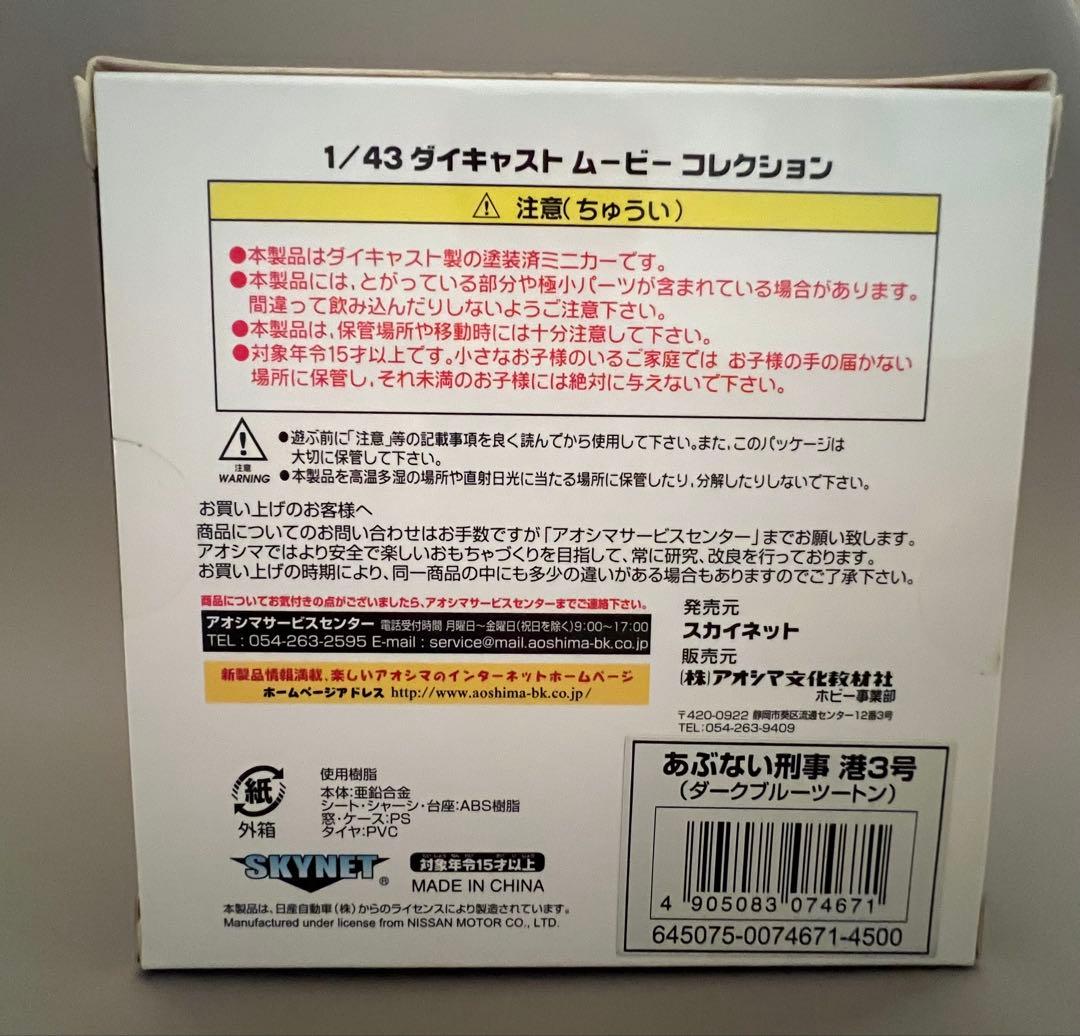 1/43 ダイキャスト ムービー コレクション
⚠ 注意(ちゅうい)
●本製品はダイキャスト製の塗装済ミニカーです。
●本製品には、とがっている部分や極小パーツが含まれている場合があります。
間違って飲み込んだりしないようご注意下さい。
●本製品は、保管場所や移動時には十分注意して下さい。
●対象年令15才以上です。小さなお子様のいるご家庭では お子様の手の届かない
場所に保管し、それ未満のお子様には絶対に与えないで下さい。
注意
WARNING
●遊ぶ前に「注意」等の記載事項を良く読んでから使用して下さい。また、このパッケージは
大切に保管して下さい。
●本製品を高温多湿の場所や直射日光に当たる場所に保管したり、分解したりしないで下さい。
お買い上げのお客様へ
商品についてのお問い合わせはお手数ですが「アオシマサービスセンター」までお願い致します。
アオシマではより安全で楽しいおもちゃづくりを目指して、常に研究、改良を行っております。
お買い上げの時期により、同一商品の中にも多少の違いがある場合もありますのでご了承下さい。
商品についてお気付きの点がございましたら、アオシマサービスセンターまでご連絡下さい。
アオシマサービスセンター 電話受付時間 月曜日~金曜日(祝日を除く)9:00~17:00
TEL : 054-263-2595 E-mail : service@mail.aoshima-bk.co.jp
新製品情報満載、楽しいアオシマのインターネットホームページ
ホームページアドレス http://www.aoshima-bk.co.jp/
発売元
スカイネット
販売元
(株)アオシマ文化教材社
ホビー事業部
〒420-0922 静岡市葵区流通センター12番3号
TEL:054-263-9409
紙
外箱
使用樹脂
本体:亜鉛合金
シート・シャーシ・台座:ABS樹脂
窓・ケース:PS
タイヤ:PVC
SKYNET®
対象年令15才以上
MADE IN CHINA
本製品は、日産自動車(株)からのライセンスにより製造されています。
Manufactured under license from NISSAN MOTOR CO., LTD.
あぶない刑事 港3号
(ダークブルーツートン)
4 905083 074671
645075-0074671-4500